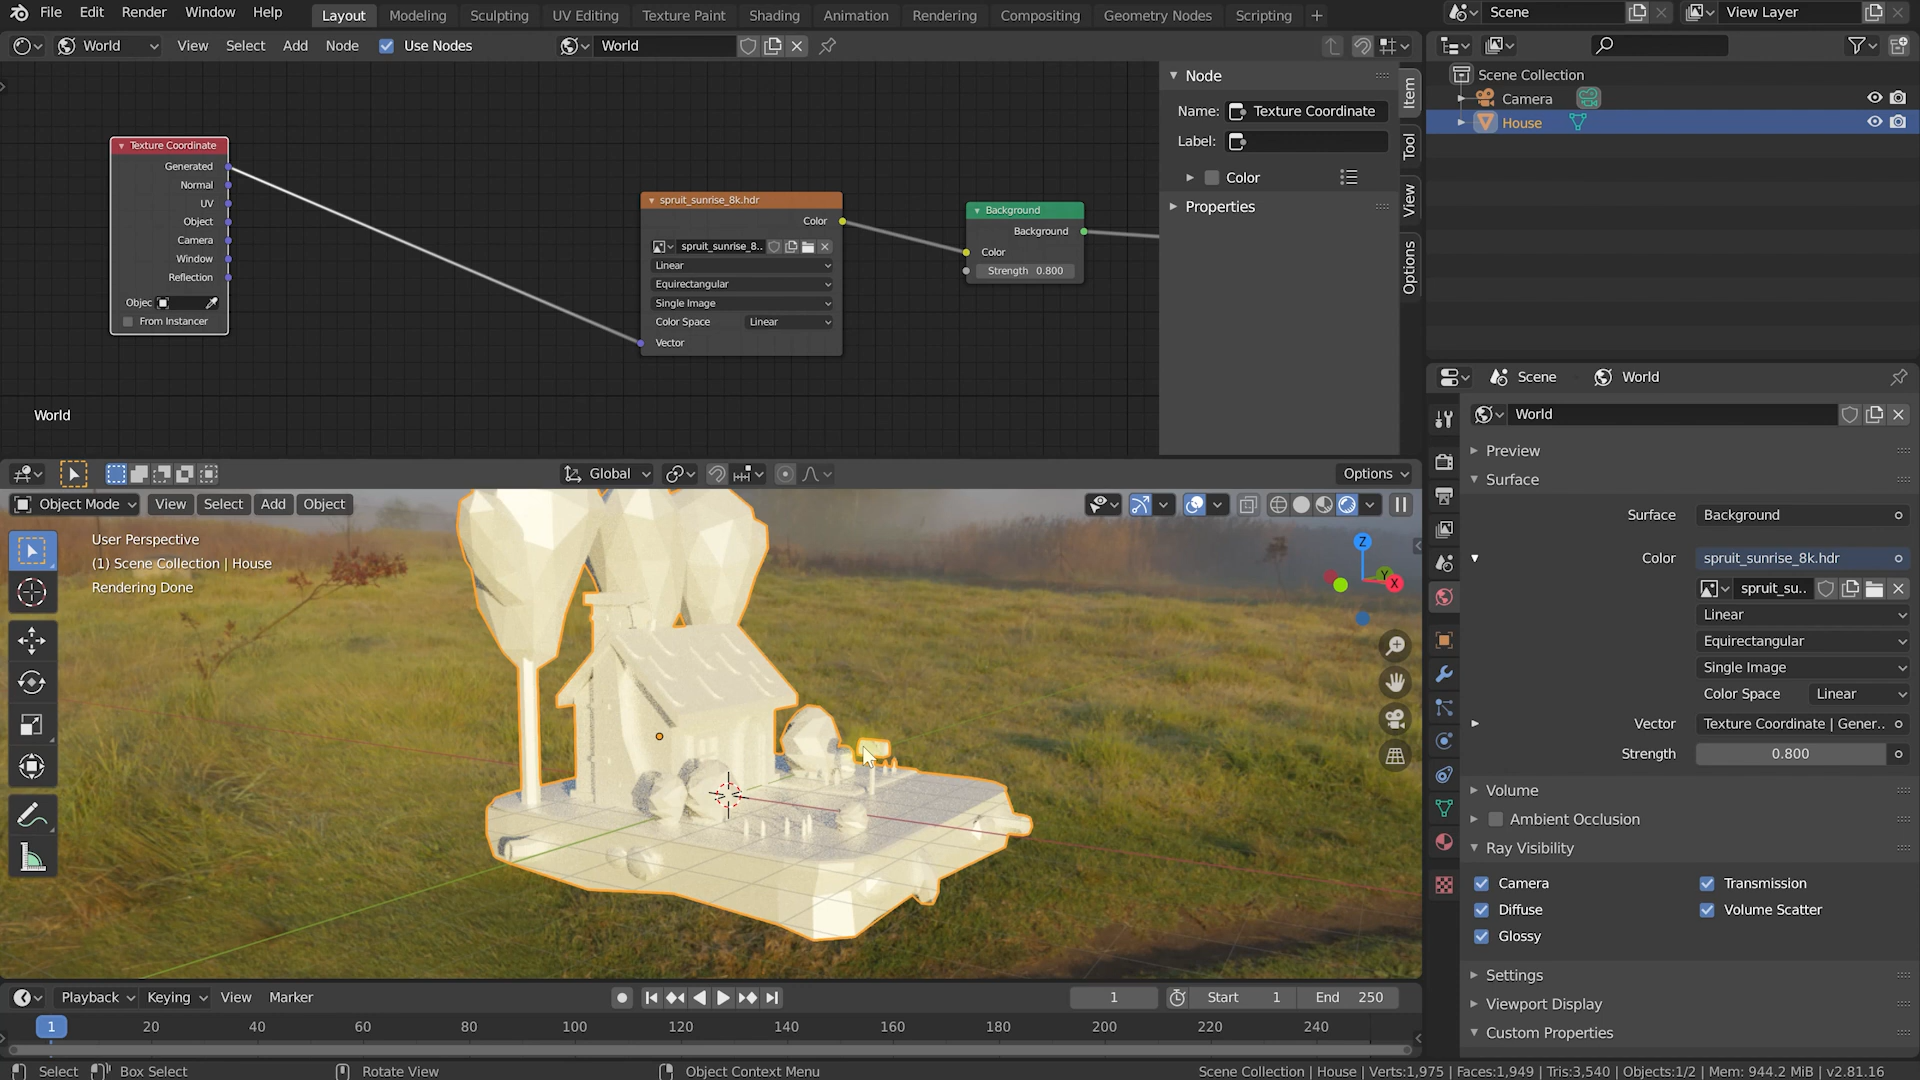 File Edit Render Window Help Layout Modeling Sculpting UV Editing Texture Paint Shading Animation Rendering Compositing Geometry Nodes Scripting + Scene View Layer
World View Select Add Node Use Nodes World
Node
Name: Texture Coordinate
Label:
Color
Properties
Item
Tool
View
Options
Texture Coordinate
Generated
Normal
UV
Object
Camera
Window
Reflection
Objec
From Instancer
spruit_sunrise_8k.hdr
Color
spruit_sunrise_8..
Linear
Equirectangular
Single Image
Color Space Linear
Vector
Background
Background
Color
Strength 0.800
World
Scene Collection
Camera
House
Scene World
World
Preview
Surface
Surface Background
Color spruit_sunrise_8k.hdr
spruit_su..
Linear
Equirectangular
Single Image
Color Space Linear
Vector Texture Coordinate | Gener..
Strength 0.800
Volume
Ambient Occlusion
Ray Visibility
Camera Transmission
Diffuse Volume Scatter
Glossy
Settings
Viewport Display
Custom Properties
Global Options
Object Mode View Select Add Object
User Perspective
(1) Scene Collection | House
Rendering Done
Z
Y
X
Playback Keying View Marker 1 Start 1 End 250
1 20 40 60 80 100 120 140 160 180 200 220 240
Select Box Select Rotate View Object Context Menu Scene Collection | House | Verts:1,975 | Faces:1,949 | Tris:3,540 | Objects:1/2 | Mem: 944.2 MiB | v2.81.16